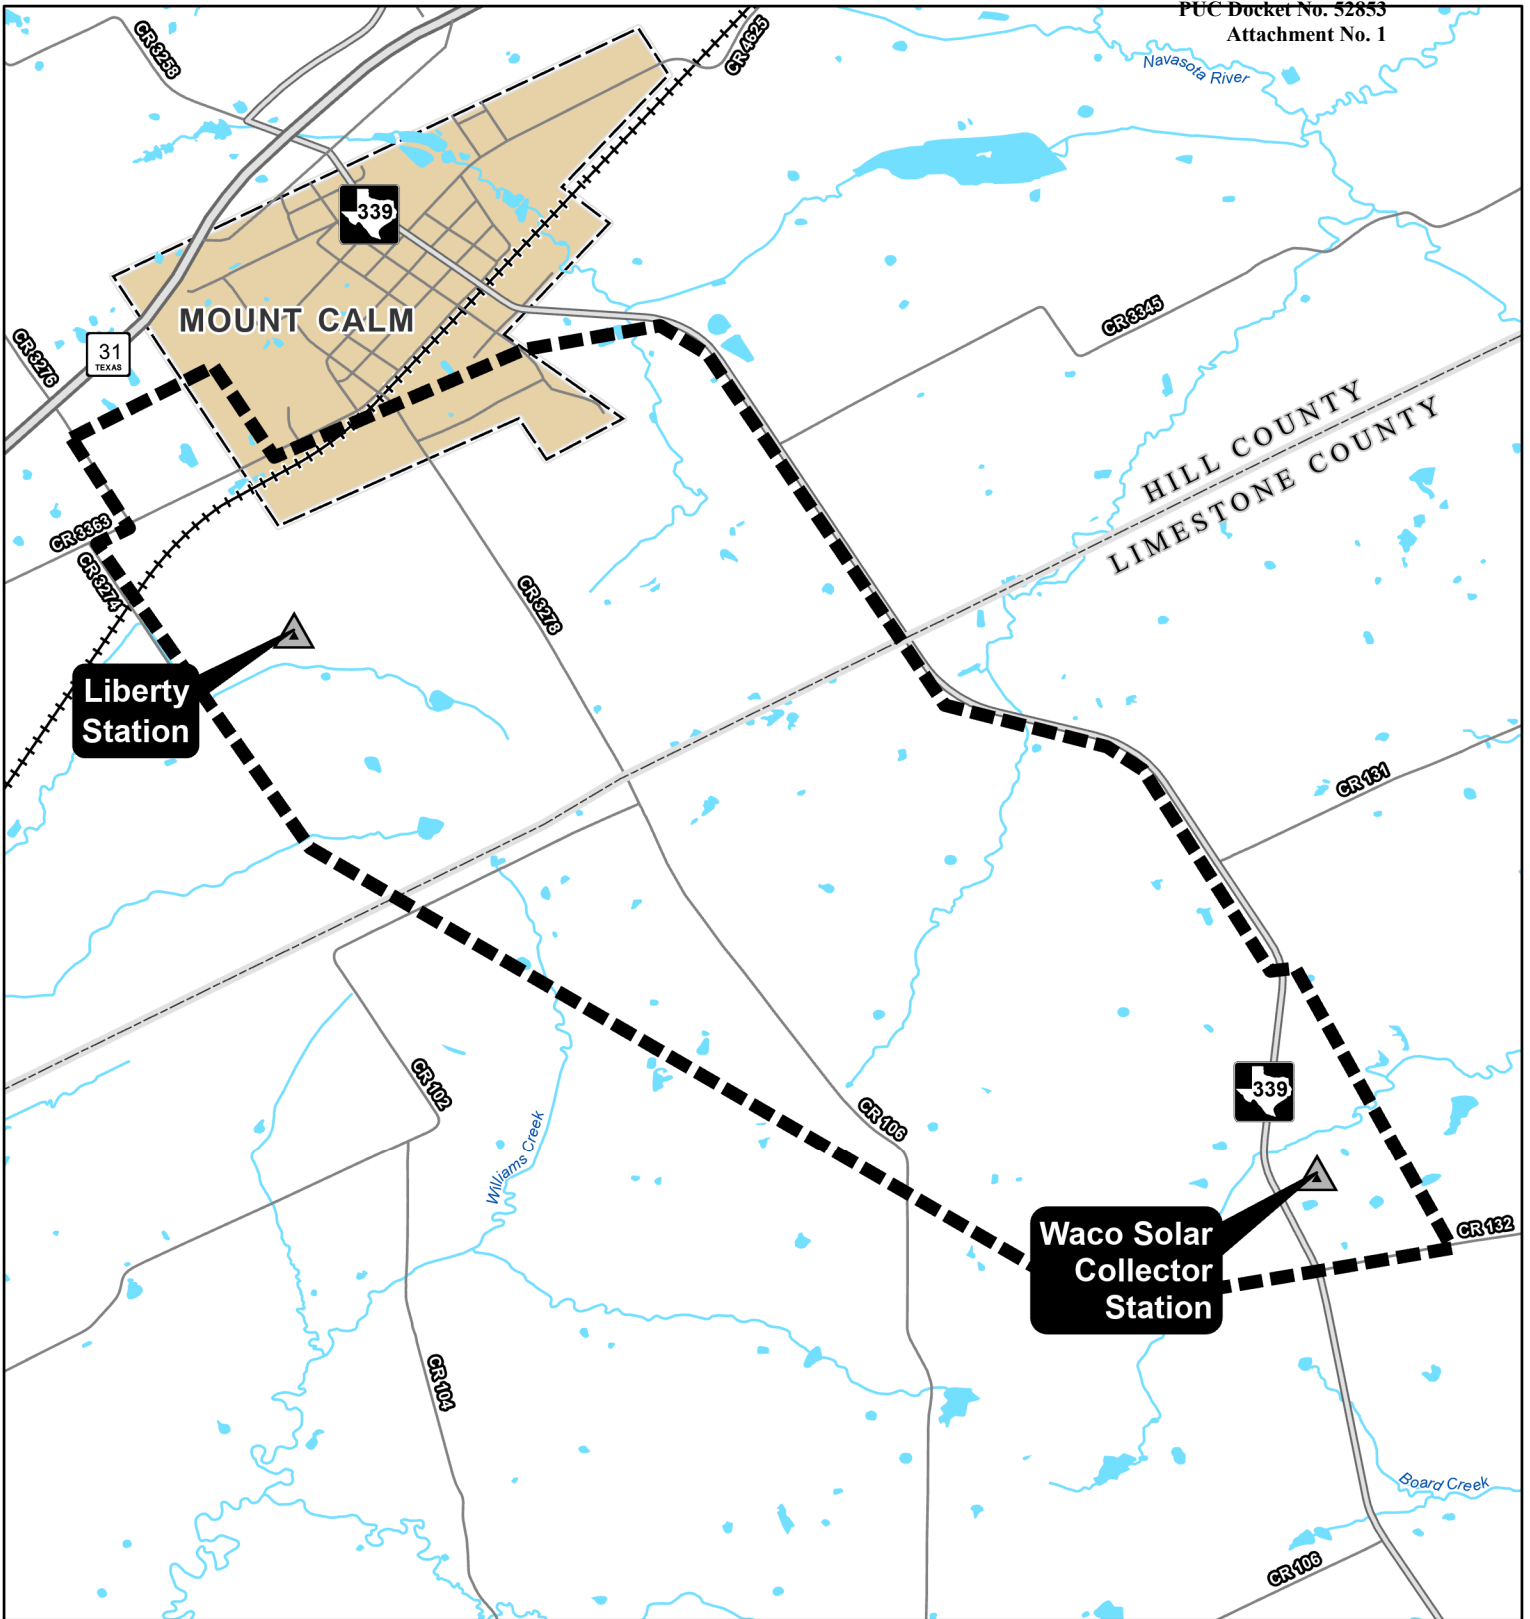 PUC Docket No. 52853
Attachment No. 1
CR 3258
CR 4625
Navasota River
339
MOUNT CALM
CR 3345
31
TEXAS
CR 3276
HILL COUNTY
LIMESTONE COUNTY
CR 3363
CR 3274
CR 3278
Liberty
Station
CR 131
CR 102
339
CR 106
Williams Creek
Waco Solar
Collector
Station
CR 132
CR 104
Board Creek
CR 106